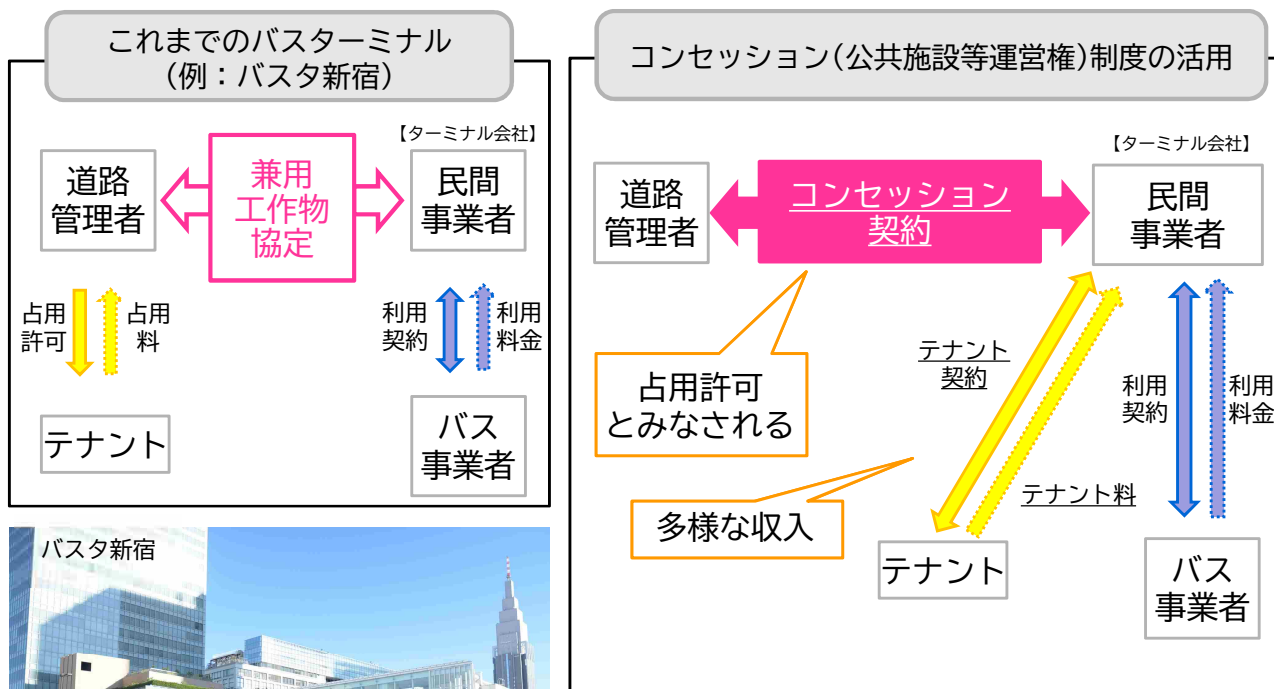 これまでのバスターミナル
(例：バスタ新宿)
【ターミナル会社】
道路
管理者
兼用
工作物
協定
民間
事業者
占用
許可
占用
料
利用
契約
利用
料金
テナント
バス
事業者
バスタ新宿
コンセッション(公共施設等運営権)制度の活用
【ターミナル会社】
道路
管理者
コンセッション
契約
民間
事業者
占用許可
とみなされる
テナント
契約
利用
契約
利用
料金
多様な収入
テナント料
テナント
バス
事業者